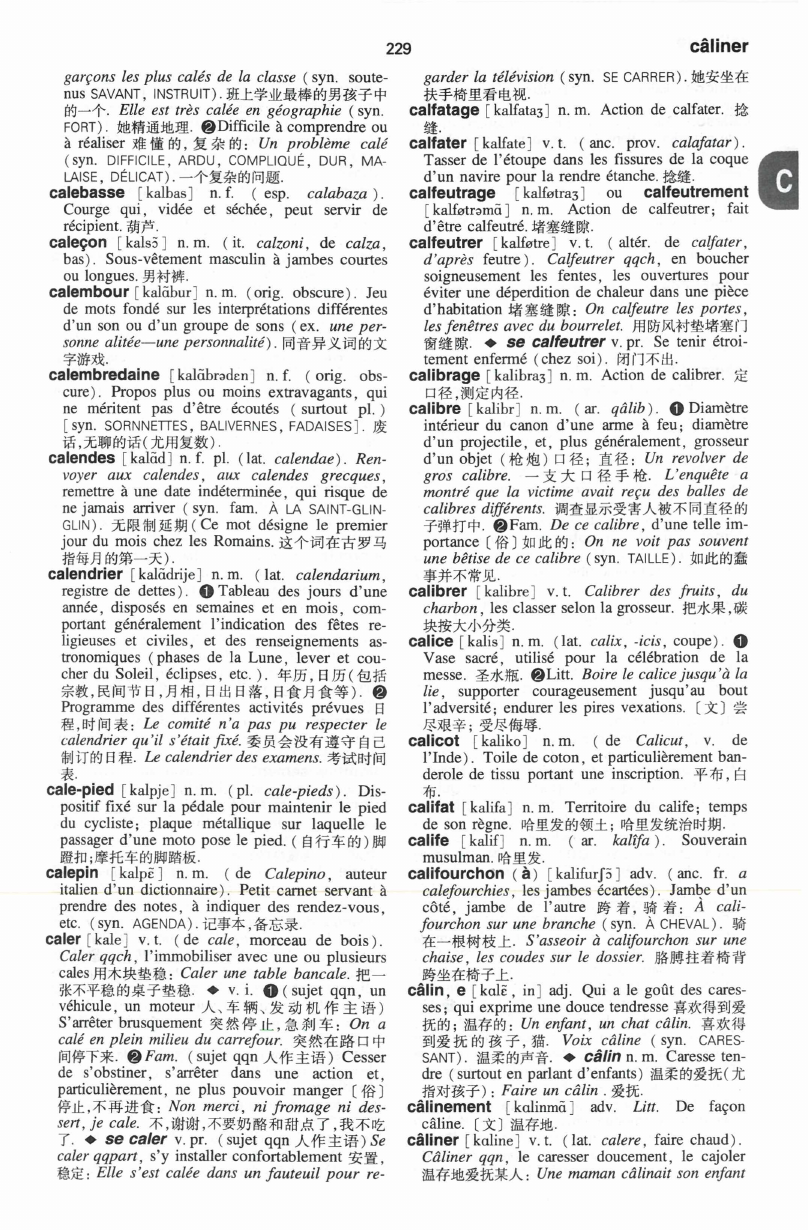 229
câliner
garçons les plus calés de la classe ( syn. soute-
nus SAVANT, INSTRUIT). 班上学业最棒的男孩子中
的一个. Elle est très calée en géographie ( syn.
FORT). 她精通地理. ❷Difficile à comprendre ou
à réaliser 难懂的, 复杂的: Un problème calé
( syn. DIFFICILE, ARDU, COMPLIQUÉ, DUR, MA-
LAISE, DÉLICAT). 一个复杂的问题.
calebasse [kalbas] n. f. ( esp. calabaza ).
Courge qui, vidée et séchée, peut servir de
récipient. 葫芦.
caleçon [kalsɔ̃] n. m. (it. calzoni, de calza,
bas). Sous-vêtement masculin à jambes courtes
ou longues. 男衬裤.
calembour [kalɑ̃bur] n. m. (orig. obscure). Jeu
de mots fondé sur les interprétations différentes
d'un son ou d'un groupe de sons (ex. une per-
sonne alitée—une personnalité). 同音异义词的文
字游戏.
calembredaine [kalɑ̃brədɛn] n. f. ( orig. obs-
cure). Propos plus ou moins extravagants, qui
ne méritent pas d'être écoutés ( surtout pl. )
[ syn. SORNNETTES, BALIVERNES, FADAISES]. 废
话,无聊的话(尤用复数).
calendes [kalɑ̃d] n. f. pl. (lat. calendae). Ren-
voyer aux calendes, aux calendes grecques,
remettre à une date indéterminée, qui risque de
ne jamais arriver ( syn. fam. À LA SAINT-GLIN-
GLIN). 无限制延期(Ce mot désigne le premier
jour du mois chez les Romains. 这个词在古罗马
指每月的第一天).
calendrier [kalɑ̃drije] n. m. (lat. calendarium,
registre de dettes). ❶Tableau des jours d'une
année, disposés en semaines et en mois, com-
portant généralement l'indication des fêtes re-
ligieuses et civiles, et des renseignements as-
tronomiques ( phases de la Lune, lever et cou-
cher du Soleil, éclipses, etc. ). 年历,日历(包括
宗教,民间节日,月相,日出日落,日食月食等). ❷
Programme des différentes activités prévues 日
程,时间表: Le comité n'a pas pu respecter le
calendrier qu'il s'était fixé. 委员会没有遵守自己
制订的日程. Le calendrier des examens. 考试时间
表.
cale-pied [kalpje] n. m. (pl. cale-pieds). Dis-
positif fixé sur la pédale pour maintenir le pied
du cycliste; plaque métallique sur laquelle le
passager d'une moto pose le pied. (自行车的)脚
蹬扣;摩托车的脚踏板.
calepin [kalpɛ̃] n. m. ( de Calepino, auteur
italien d'un dictionnaire). Petit carnet servant à
prendre des notes, à indiquer des rendez-vous,
etc. (syn. AGENDA). 记事本,备忘录.
caler [kale] v. t. (de cale, morceau de bois).
Caler qqch, l'immobiliser avec une ou plusieurs
cales 用木块垫稳: Caler une table bancale. 把一
张不平稳的桌子垫稳. ◆ v. i. ❶(sujet qqn, un
véhicule, un moteur 人、车辆、发动机作主语)
S'arrêter brusquement 突然停止,急刹车: On a
calé en plein milieu du carrefour. 突然在路口中
间停下来. ❷Fam. (sujet qqn 人作主语) Cesser
de s'obstiner, s'arrêter dans une action et,
particulièrement, ne plus pouvoir manger〔俗〕
停止,不再进食: Non merci, ni fromage ni des-
sert, je cale. 不,谢谢,不要奶酪和甜点了,我不吃
了. ◆ se caler v. pr. (sujet qqn 人作主语) Se
caler qqpart, s'y installer confortablement 安置,
稳定: Elle s'est calée dans un fauteuil pour re-
garder la télévision (syn. SE CARRER). 她安坐在
扶手椅里看电视.
calfatage [kalfataʒ] n. m. Action de calfater. 捻
缝.
calfater [kalfate] v. t. ( anc. prov. calafatar).
Tasser de l'étoupe dans les fissures de la coque
d'un navire pour la rendre étanche. 捻缝.
calfeutrage [kalføtraʒ] ou calfeutrement
[kalføtrəmɑ̃] n. m. Action de calfeutrer; fait
d'être calfeutré. 堵塞缝隙.
calfeutrer [kalføtre] v. t. ( altér. de calfater,
d'après feutre). Calfeutrer qqch, en boucher
soigneusement les fentes, les ouvertures pour
éviter une déperdition de chaleur dans une pièce
d'habitation 堵塞缝隙: On calfeutre les portes,
les fenêtres avec du bourrelet. 用防风衬垫堵塞门
窗缝隙. ◆ se calfeutrer v. pr. Se tenir étroi-
tement enfermé (chez soi). 闭门不出.
calibrage [kalibraʒ] n. m. Action de calibrer. 定
口径,测定内径.
calibre [kalibr] n. m. ( ar. qâlib). ❶Diamètre
intérieur du canon d'une arme à feu; diamètre
d'un projectile, et, plus généralement, grosseur
d'un objet (枪炮)口径; 直径: Un revolver de
gros calibre. 一支大口径手枪. L'enquête a
montré que la victime avait reçu des balles de
calibres différents. 调查显示受害人被不同直径的
子弹打中. ❷Fam. De ce calibre, d'une telle im-
portance〔俗〕如此的: On ne voit pas souvent
une bêtise de ce calibre (syn. TAILLE). 如此的蠢
事并不常见.
calibrer [kalibre] v. t. Calibrer des fruits, du
charbon, les classer selon la grosseur. 把水果,碳
块按大小分类.
calice [kalis] n. m. (lat. calix, -icis, coupe). ❶
Vase sacré, utilisé pour la célébration de la
messe. 圣水瓶. ❷Litt. Boire le calice jusqu'à la
lie, supporter courageusement jusqu'au bout
l'adversité; endurer les pires vexations.〔文〕尝
尽艰辛; 受尽侮辱.
calicot [kaliko] n. m. ( de Calicut, v. de
l'Inde). Toile de coton, et particulièrement ban-
derole de tissu portant une inscription. 平布,白
布.
califat [kalifa] n. m. Territoire du calife; temps
de son règne. 哈里发的领土; 哈里发统治时期.
calife [kalif] n. m. ( ar. kalîfa). Souverain
musulman. 哈里发.
califourchon (à) [kalifurʃɔ̃] adv. (anc. fr. a
calefourchies, les jambes écartées). Jambe d'un
côté, jambe de l'autre 跨着, 骑着: À cali-
fourchon sur une branche (syn. À CHEVAL). 骑
在一根树枝上. S'asseoir à califourchon sur une
chaise, les coudes sur le dossier. 胳膊拄着椅背
跨坐在椅子上.
câlin, e [kɑlɛ̃, in] adj. Qui a le goût des cares-
ses; qui exprime une douce tendresse 喜欢得到爱
抚的; 温存的: Un enfant, un chat câlin. 喜欢得
到爱抚的孩子, 猫. Voix câline ( syn. CARES-
SANT). 温柔的声音. ◆ câlin n. m. Caresse ten-
dre (surtout en parlant d'enfants) 温柔的爱抚(尤
指对孩子): Faire un câlin. 爱抚.
câlinement [kɑlinmɑ̃] adv. Litt. De façon
câline.〔文〕温存地.
câliner [kɑline] v. t. (lat. calere, faire chaud).
Câliner qqn, le caresser doucement, le cajoler
温存地爱抚某人: Une maman câlinait son enfant
C